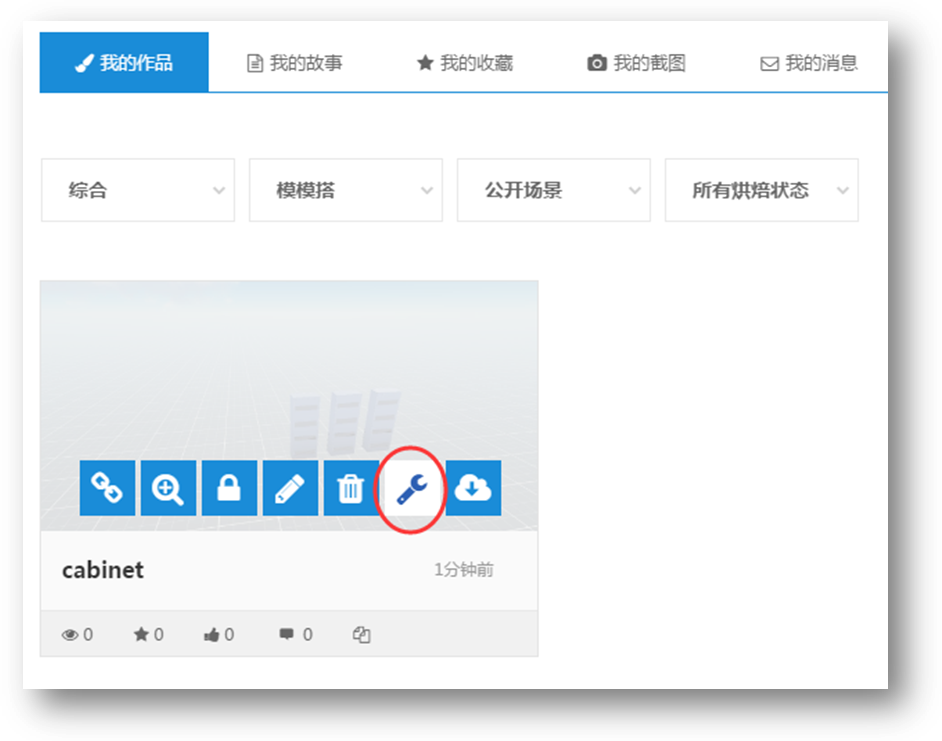 我的作品 我的故事 我的收藏 我的截图 我的消息
综合 模模搭 公开场景 所有烘焙状态
cabinet 1分钟前
0 0 0 0